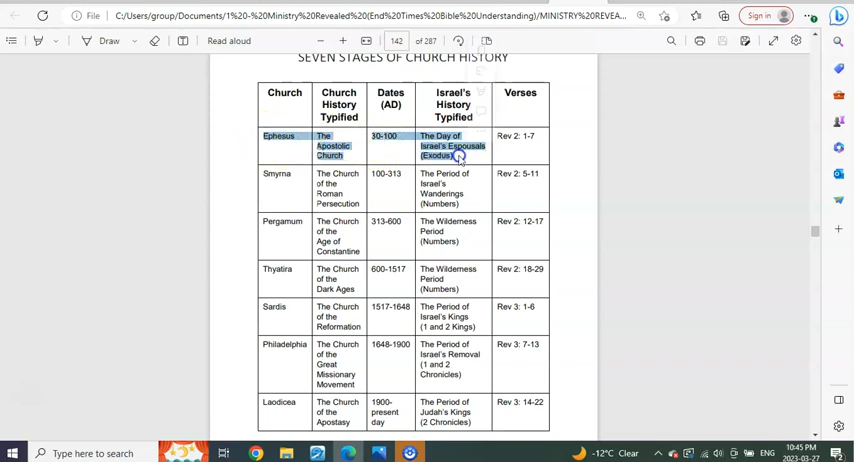 File
C:/Users/group/Documents/1%20-%20Ministry%20Revealed(End%20Times%20Bible%20Understanding)/MINISTRY%20REVEA...
Sign in
Draw
Read aloud
142 of 287
SEVEN STAGES OF CHURCH HISTORY
Church
Church
History
Typified
Dates
(AD)
Israel's
History
Typified
Verses
Ephesus
The
Apostolic
Church
30-100
The Day of
Israel's Espousals
(Exodus)
Rev 2: 1-7
Smyrna
The Church
of the
Roman
Persecution
100-313
The Period of
Israel's
Wanderings
(Numbers)
Rev 2: 5-11
Pergamum
The Church
of the
Age of
Constantine
313-600
The Wilderness
Period
(Numbers)
Rev 2: 12-17
Thyatira
The Church
of the
Dark Ages
600-1517
The Wilderness
Period
(Numbers)
Rev 2: 18-29
Sardis
The Church
of the
Reformation
1517-1648
The Period of
Israel's Kings
(1 and 2 Kings)
Rev 3: 1-6
Philadelphia
The Church
of the
Great
Missionary
Movement
1648-1900
The Period of
Israel's Removal
(1 and 2
Chronicles)
Rev 3: 7-13
Laodicea
The Church
of the
Apostasy
1900-
present
day
The Period of
Judah's Kings
(2 Chronicles)
Rev 3: 14-22
Type here to search
-12°C Clear
ENG
10:45 PM
2023-03-27